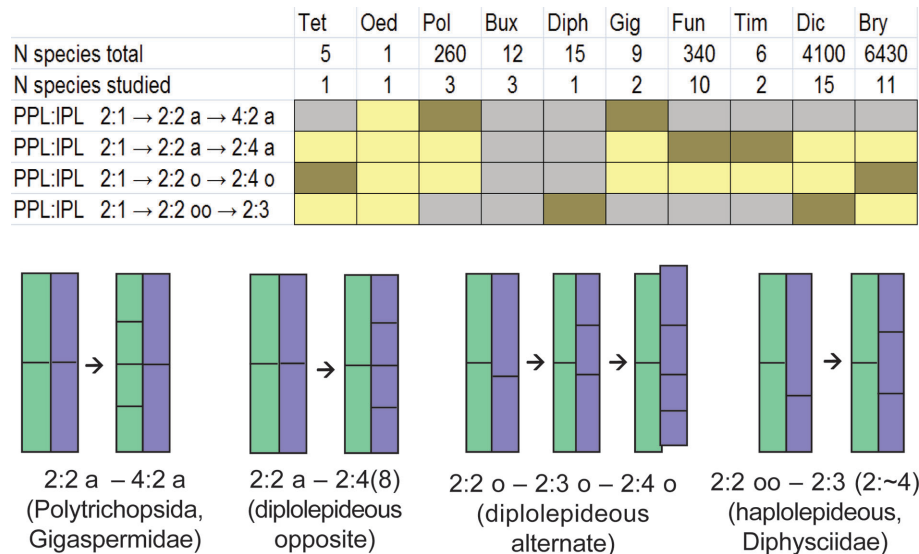 Tet Oed Pol Bux Diph Gig Fun Tim Dic Bry
N species total 5 1 260 12 15 9 340 6 4100 6430
N species studied 1 1 3 3 1 2 10 2 15 11
PPL:IPL 2:1 → 2:2 a → 4:2 a
PPL:IPL 2:1 → 2:2 a → 2:4 a
PPL:IPL 2:1 → 2:2 o → 2:4 o
PPL:IPL 2:1 → 2:2 oo → 2:3
2:2 a – 4:2 a
(Polytrichopsida,
Gigaspermidae)
2:2 a – 2:4(8)
(diplolepideous
opposite)
2:2 o – 2:3 o – 2:4 o
(diplolepideous
alternate)
2:2 oo – 2:3 (2:~4)
(haplolepideous,
Diphysciidae)